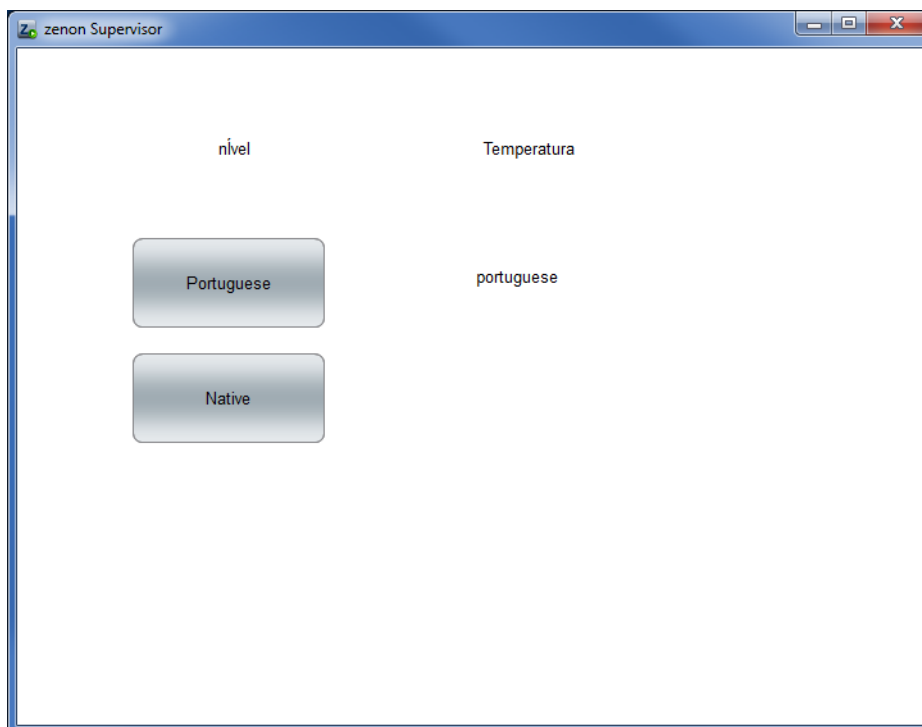 zenon Supervisor
nÍvel
Temperatura
Portuguese
portuguese
Native